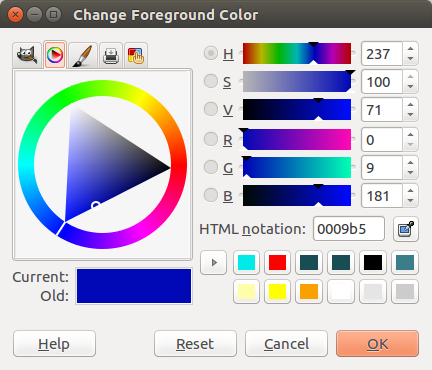 Change Foreground Color
H 237
S 100
V 71
R 0
G 9
B 181
HTML notation: 0009b5
Current:
Old:
Help Reset Cancel OK